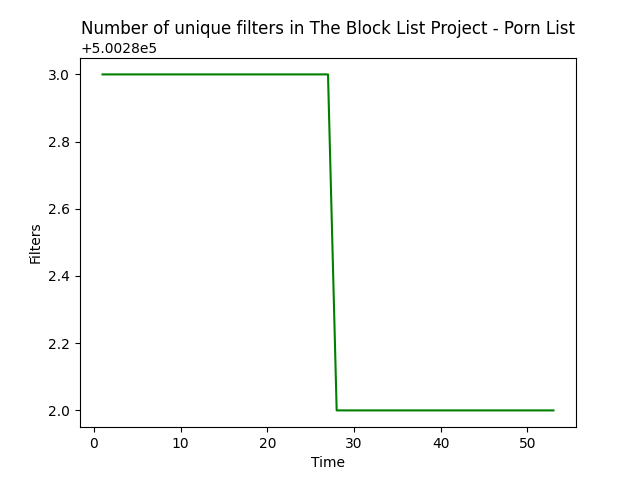 Number of unique filters in The Block List Project - Porn List
+5.0028e5
3.0
2.8
2.6
2.4
2.2
2.0
Filters
0 10 20 30 40 50
Time